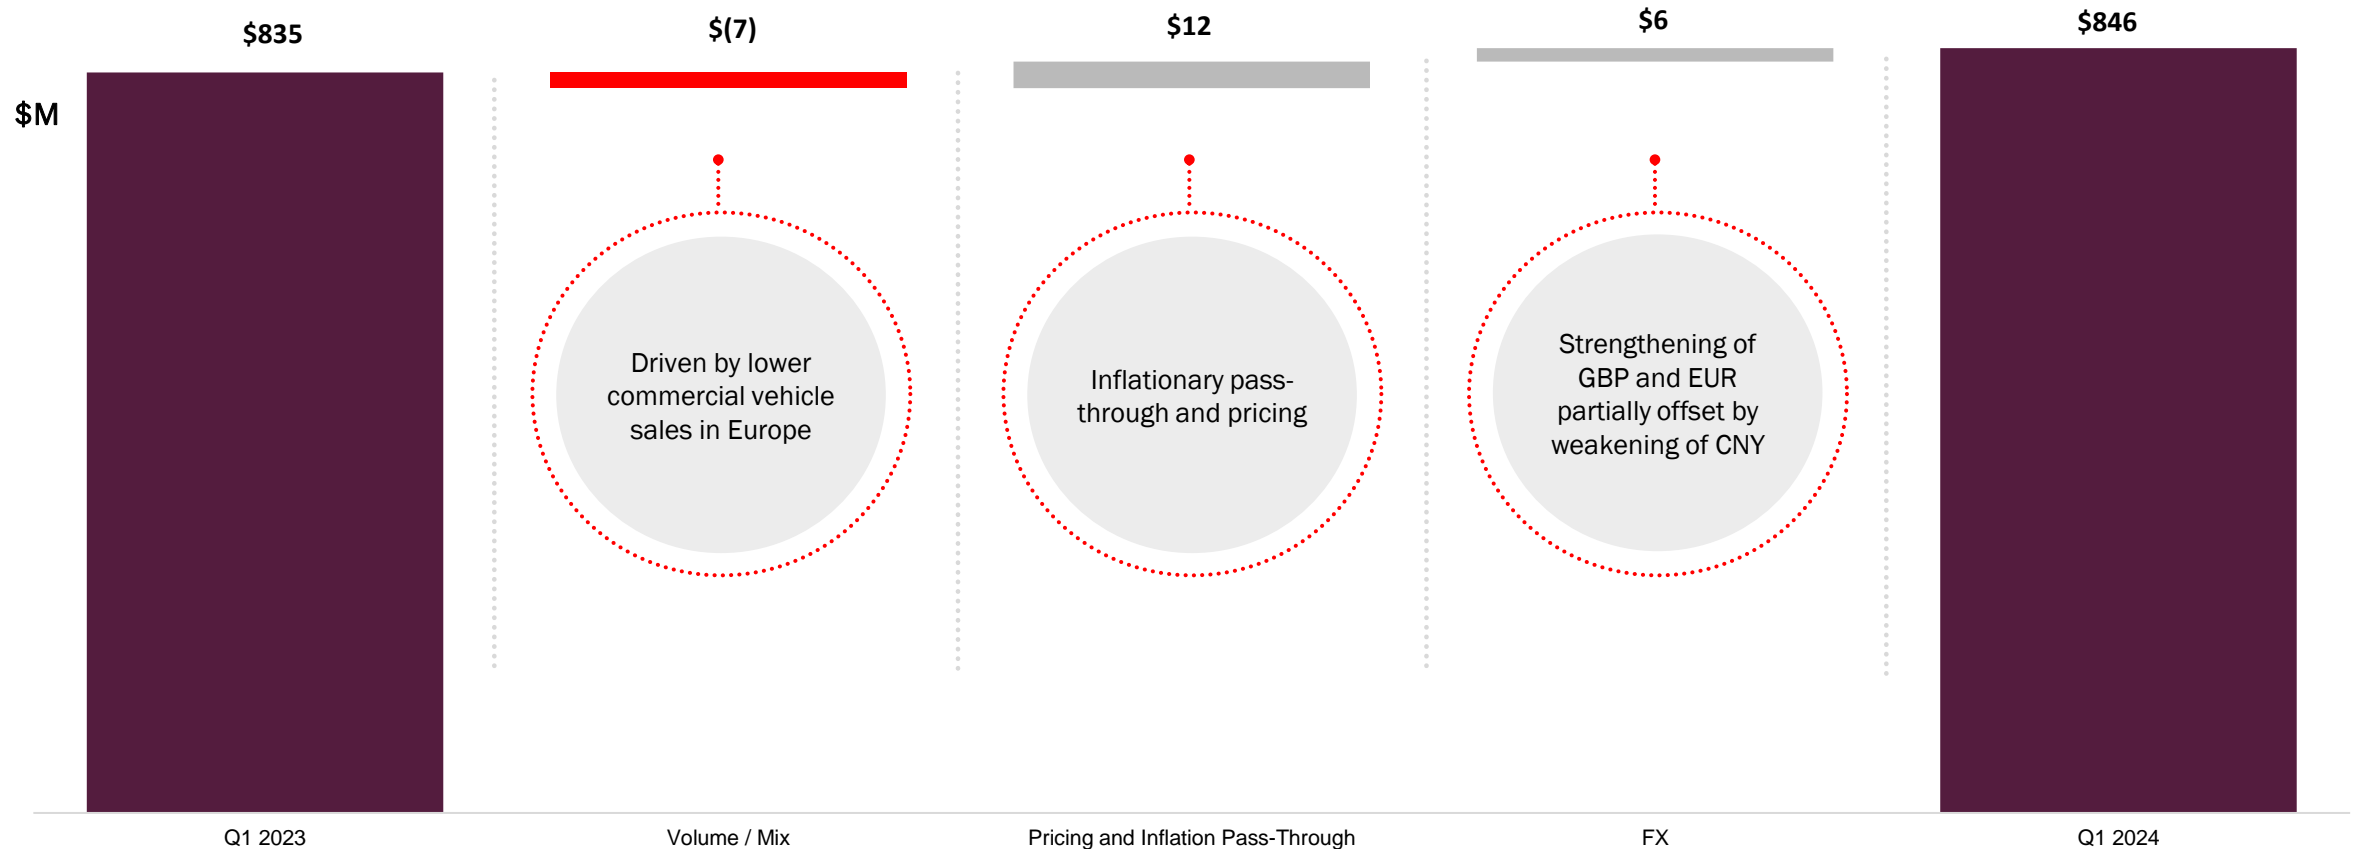 $835
$(7)
$12
$6
$846
$M
Driven by lower
commercial vehicle
sales in Europe
Inflationary pass-
through and pricing
Strengthening of
GBP and EUR
partially offset by
weakening of CNY
Q1 2023
Volume / Mix
Pricing and Inflation Pass-Through
FX
Q1 2024